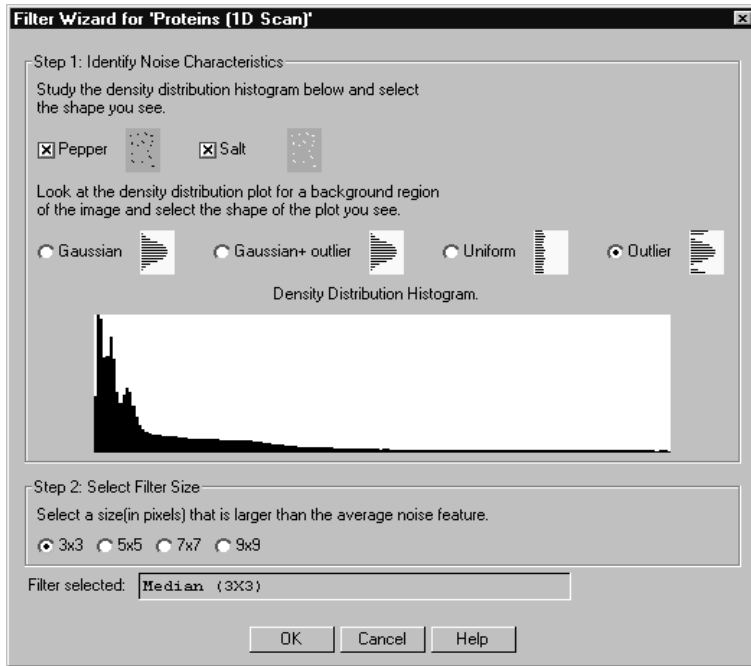 Filter Wizard for 'Proteins (1D Scan)'
Step 1: Identify Noise Characteristics
Study the density distribution histogram below and select
the shape you see.
Pepper Salt
Look at the density distribution plot for a background region
of the image and select the shape of the plot you see.
Gaussian Gaussian+ outlier Uniform Outlier
Density Distribution Histogram.
Step 2: Select Filter Size
Select a size(in pixels) that is larger than the average noise feature.
3x3 5x5 7x7 9x9
Filter selected: Median (3X3)
OK Cancel Help